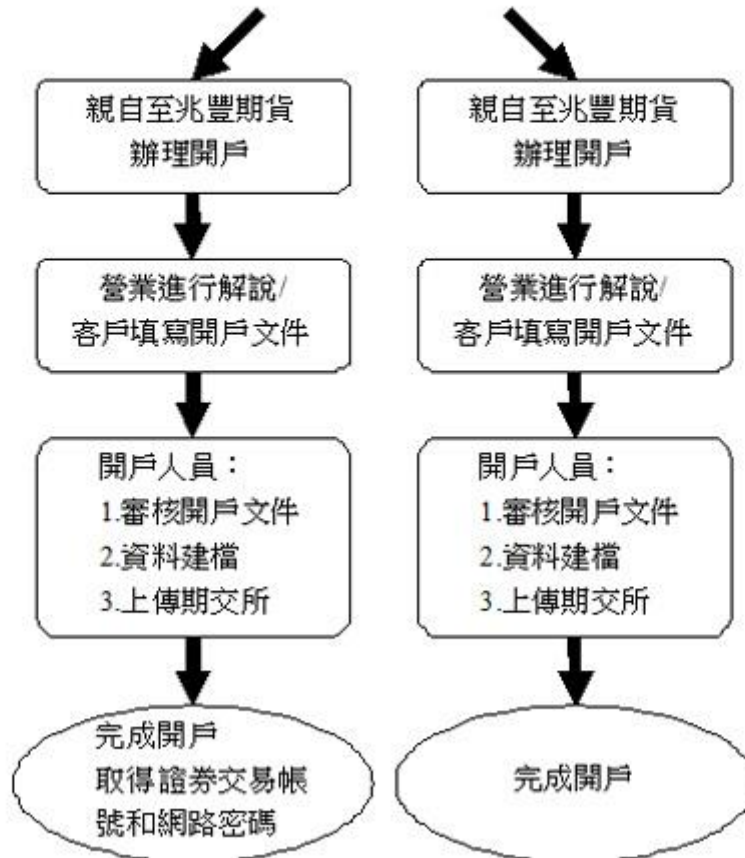 親自至兆豐期貨
辦理開戶
營業進行解說/
客戶填寫開戶文件
開戶人員：
1.審核開戶文件
2.資料建檔
3.上傳期交所
完成開戶
取得證券交易帳
號和網路密碼
親自至兆豐期貨
辦理開戶
營業進行解說/
客戶填寫開戶文件
開戶人員：
1.審核開戶文件
2.資料建檔
3.上傳期交所
完成開戶